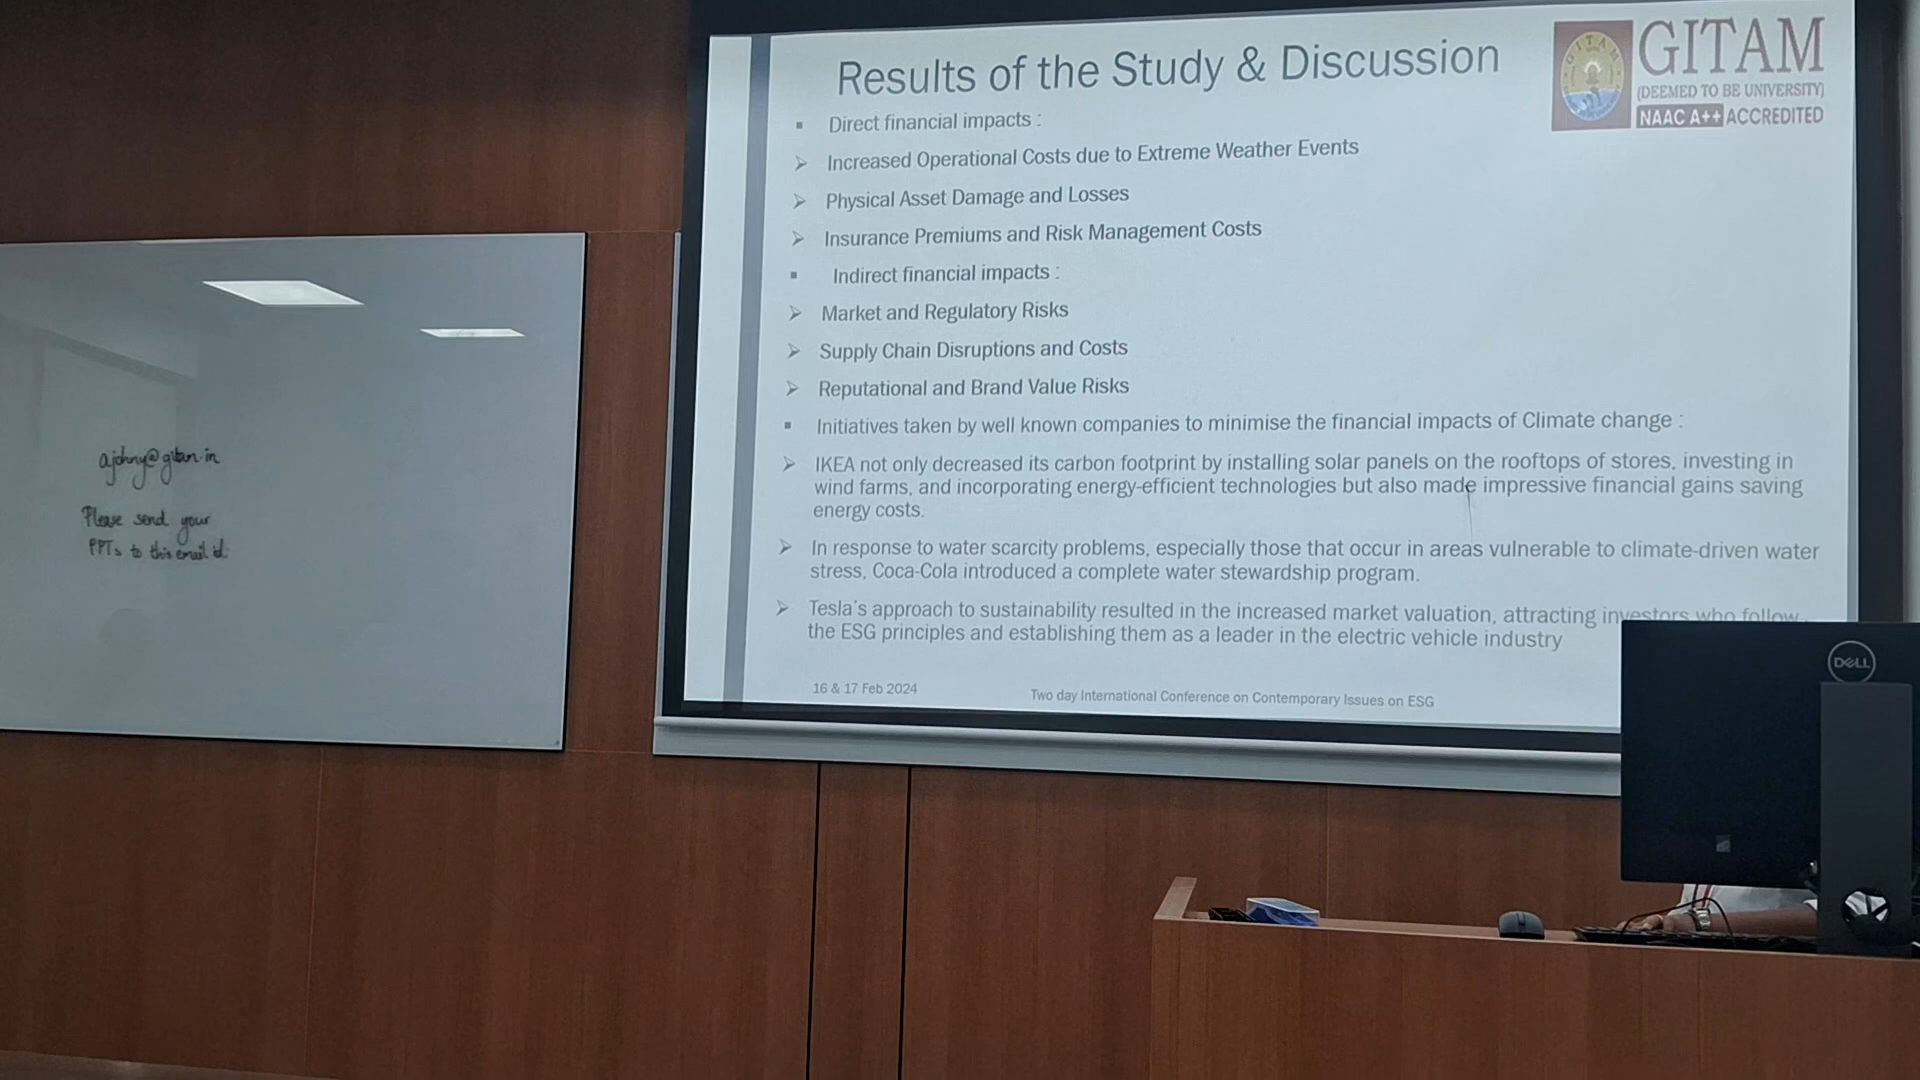 ajohny@gitam.in
Please send your
PPTs to this email id.
Results of the Study & Discussion
GITAM
(DEEMED TO BE UNIVERSITY)
NAAC A++ ACCREDITED
Direct financial impacts :
Increased Operational Costs due to Extreme Weather Events
Physical Asset Damage and Losses
Insurance Premiums and Risk Management Costs
Indirect financial impacts :
Market and Regulatory Risks
Supply Chain Disruptions and Costs
Reputational and Brand Value Risks
Initiatives taken by well known companies to minimise the financial impacts of Climate change :
IKEA not only decreased its carbon footprint by installing solar panels on the rooftops of stores, investing in
wind farms, and incorporating energy-efficient technologies but also made impressive financial gains saving
energy costs.
In response to water scarcity problems, especially those that occur in areas vulnerable to climate-driven water
stress, Coca-Cola introduced a complete water stewardship program.
Tesla's approach to sustainability resulted in the increased market valuation, attracting investors who follow
the ESG principles and establishing them as a leader in the electric vehicle industry
16 & 17 Feb 2024
Two day International Conference on Contemporary Issues on ESG
DELL